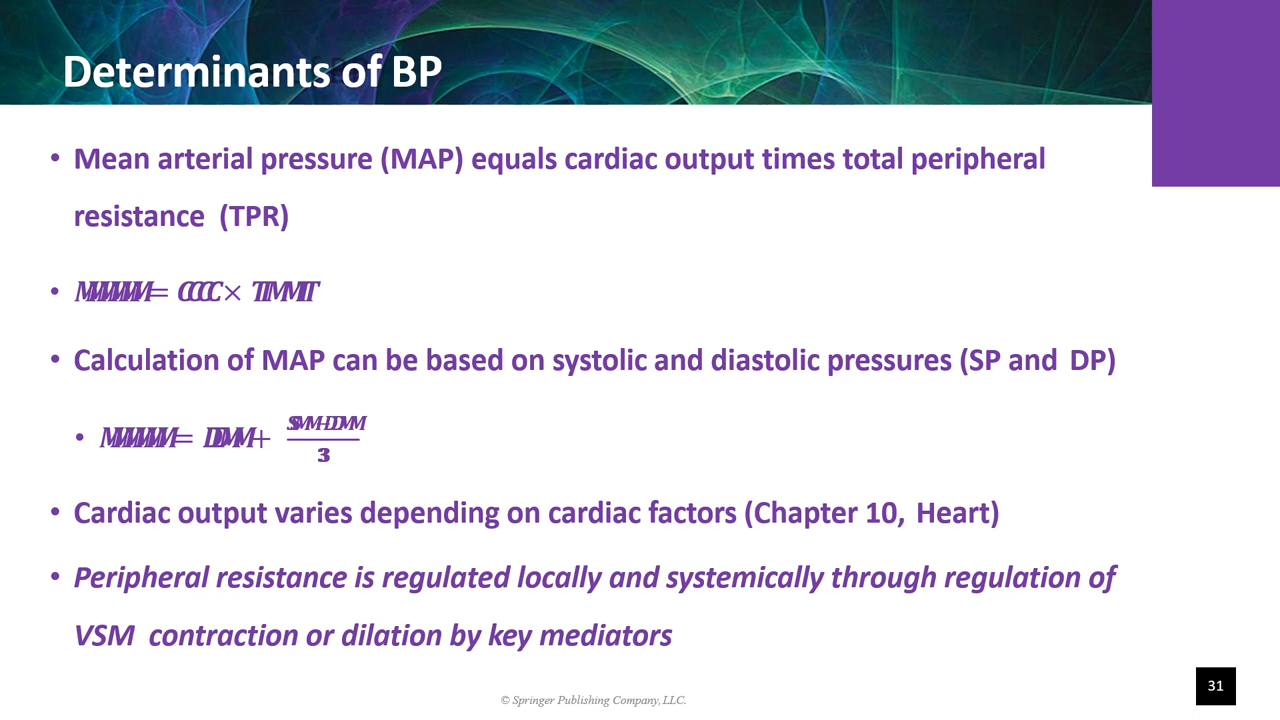 Determinants of BP
• Mean arterial pressure (MAP) equals cardiac output times total peripheral
resistance (TPR)
• = ×
• Calculation of MAP can be based on systolic and diastolic pressures (SP and DP)
• = +
3
• Cardiac output varies depending on cardiac factors (Chapter 10, Heart)
• Peripheral resistance is regulated locally and systemically through regulation of
VSM contraction or dilation by key mediators
© Springer Publishing Company, LLC.
31